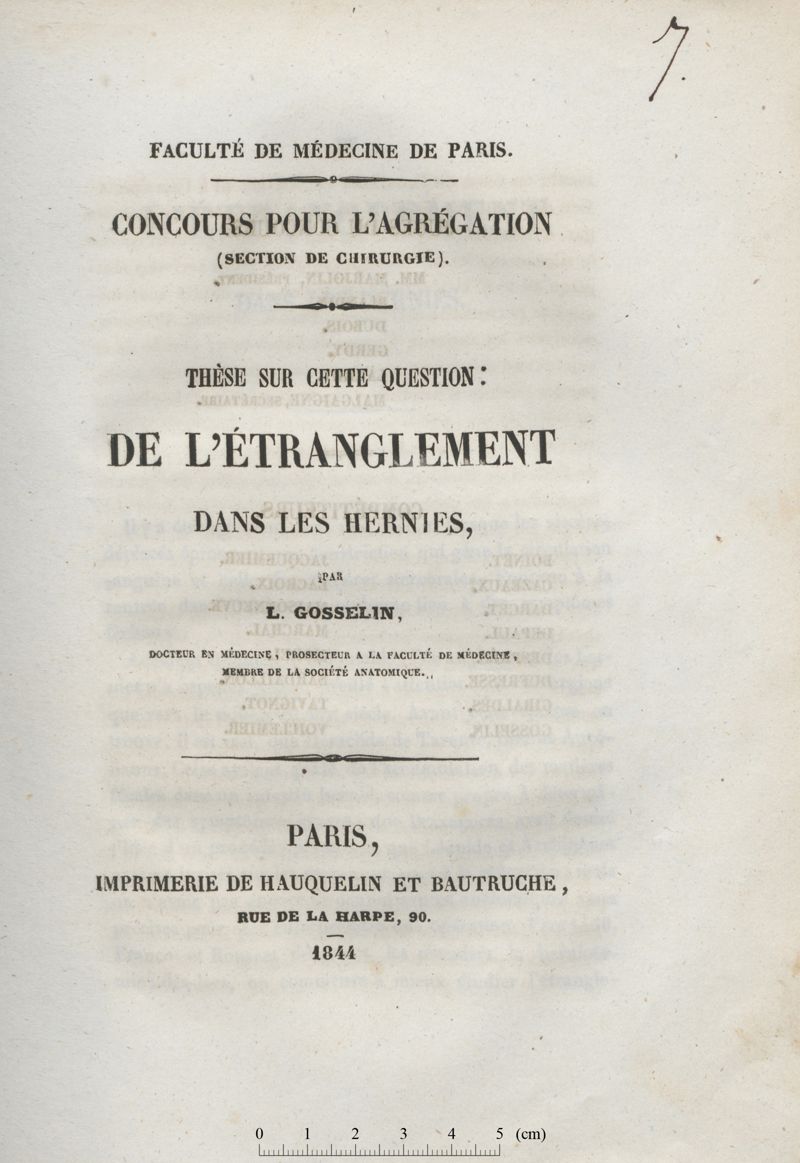 7.
FACULTÉ DE MÉDECINE DE PARIS.
CONCOURS POUR L'AGRÉGATION
(SECTION DE CHIRURGIE).
THÈSE SUR CETTE QUESTION:
DE L'ÉTRANGLEMENT
DANS LES HERNIES,
PAR
L. GOSSELIN,
DOCTEUR EN MÉDECINE, PROSECTEUR A LA FACULTÉ DE MÉDECINE,
MEMBRE DE LA SOCIÉTÉ ANATOMIQUE.
PARIS,
IMPRIMERIE DE HAUQUELIN ET BAUTRUCHE,
RUE DE LA HARPE, 90.
1844
0 1 2 3 4 5 (cm)